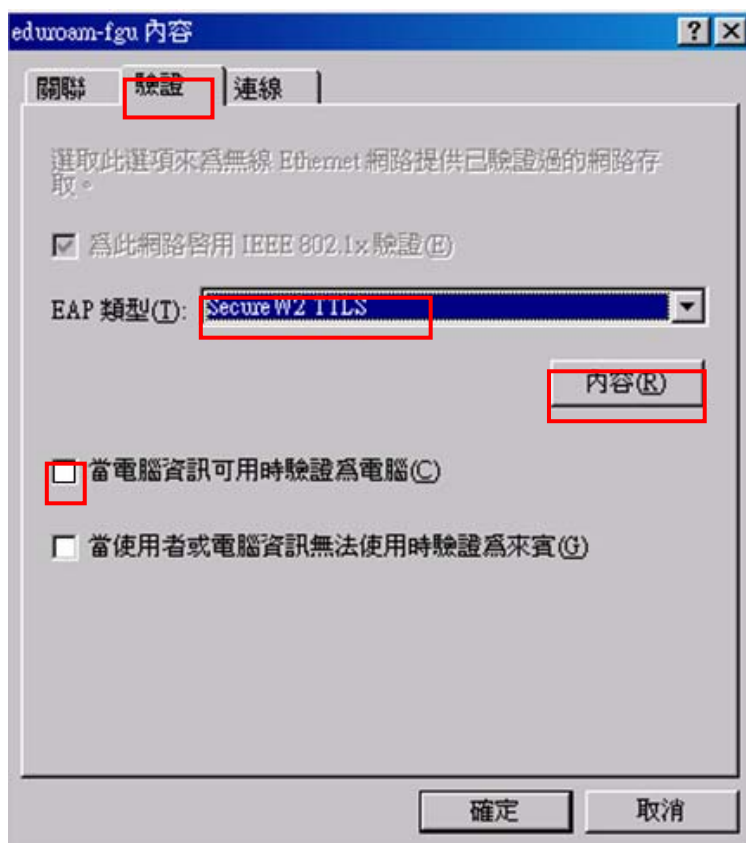 eduroam-fgu 內容
關聯 驗證 連線
選取此選項來為無線 Ethernet 網路提供已驗證過的網路存
取。
為此網路啓用 IEEE 802.1x 驗證(E)
EAP 類型(T): SecureW2 TTLS
內容(R)
當電腦資訊可用時驗證為電腦(C)
當使用者或電腦資訊無法使用時驗證為來賓(G)
確定 取消